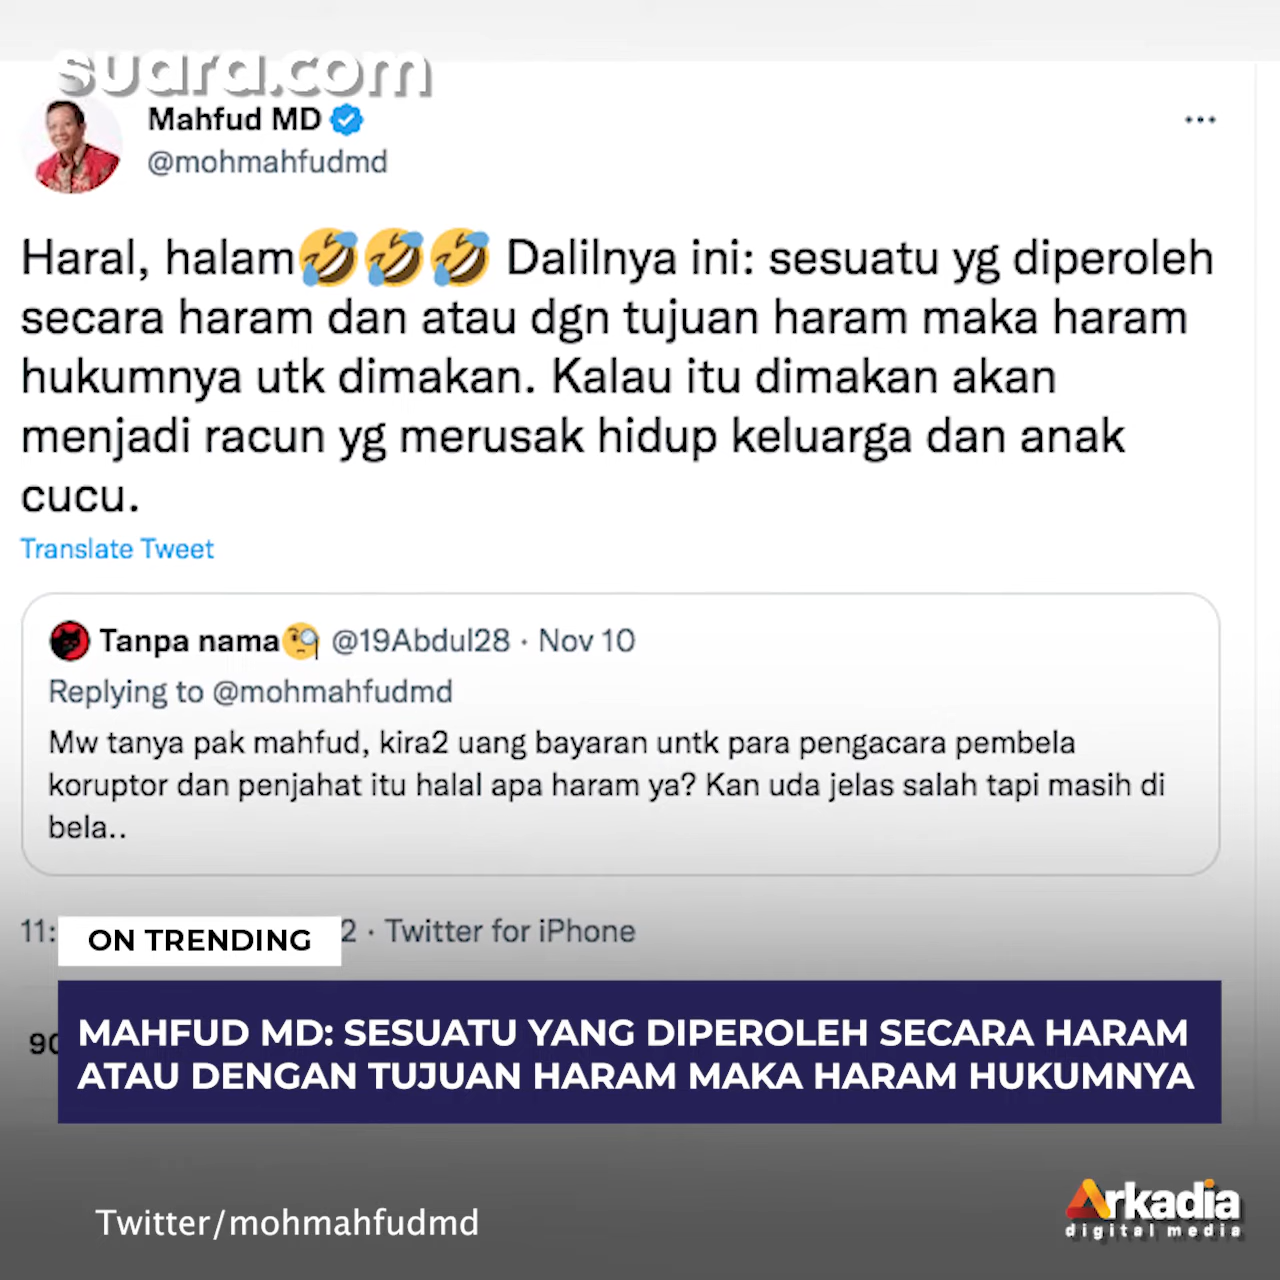 suara.com
Mahfud MD
@mohmahfudmd
Haral, halam🤣🤣🤣 Dalilnya ini: sesuatu yg diperoleh
secara haram dan atau dgn tujuan haram maka haram
hukumnya utk dimakan. Kalau itu dimakan akan
menjadi racun yg merusak hidup keluarga dan anak
cucu.
Translate Tweet
Tanpa nama🧐 @19Abdul28 · Nov 10
Replying to @mohmahfudmd
Mw tanya pak mahfud, kira2 uang bayaran untk para pengacara pembela
koruptor dan penjahat itu halal apa haram ya? Kan uda jelas salah tapi masih di
bela..
11: 2 · Twitter for iPhone
ON TRENDING
90
MAHFUD MD: SESUATU YANG DIPEROLEH SECARA HARAM
ATAU DENGAN TUJUAN HARAM MAKA HARAM HUKUMNYA
Twitter/mohmahfudmd
Arkadia
digital media